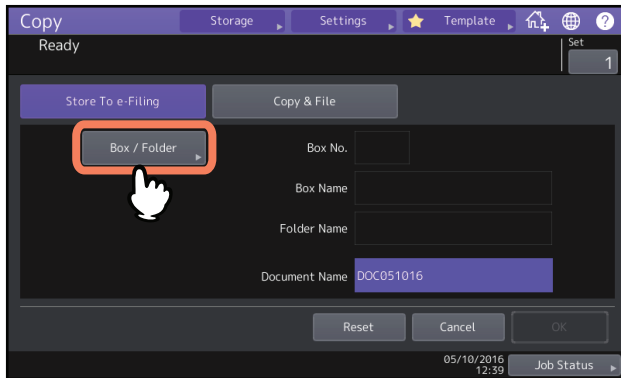 Copy
Storage
Settings
Template
?
Ready
Set
1
Store To e-Filing
Copy & File
Box / Folder
Box No.
Box Name
Folder Name
Document Name DOC051016
Reset
Cancel
OK
05/10/2016
12:39
Job Status